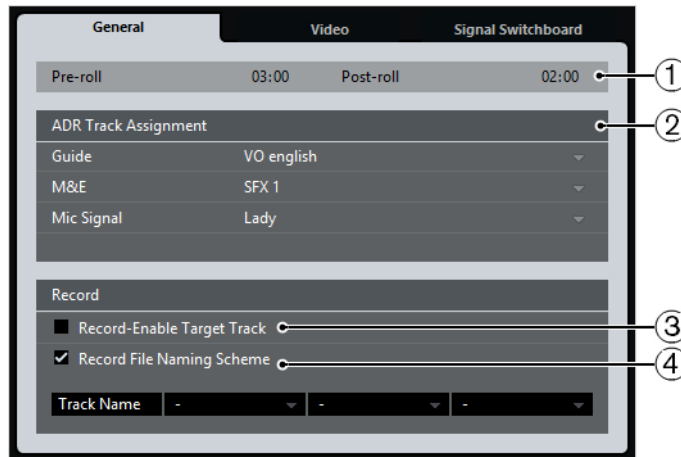 General Video Signal Switchboard
Pre-roll 03:00 Post-roll 02:00 1
ADR Track Assignment 2
Guide VO english
M&E SFX 1
Mic Signal Lady
Record
Record-Enable Target Track 3
Record File Naming Scheme 4
Track Name - - -